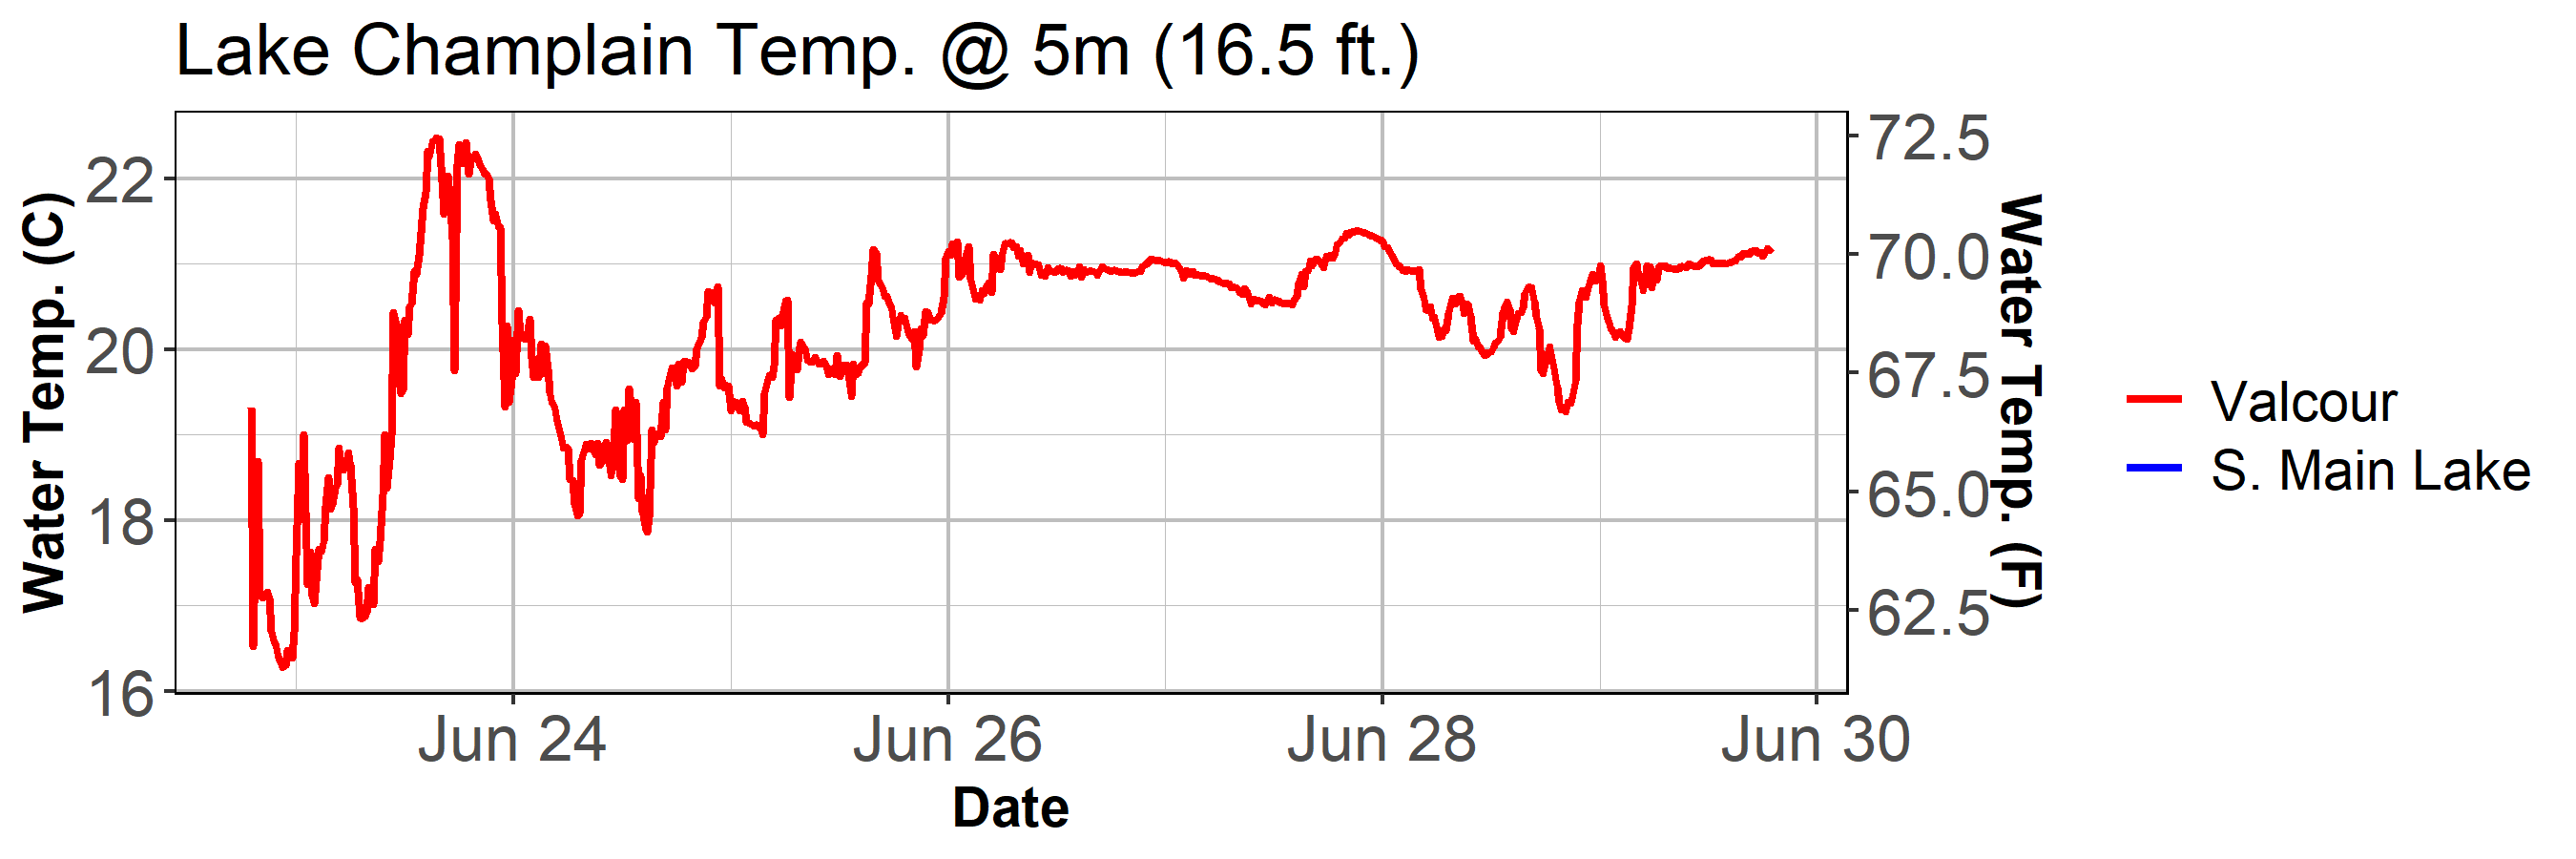 Lake Champlain Temp. @ 5m (16.5 ft.)
Water Temp. (C)
22
20
18
16
72.5
70.0
67.5
65.0
62.5
Water Temp. (F)
Jun 24
Jun 26
Jun 28
Jun 30
Date
Valcour
S. Main Lake